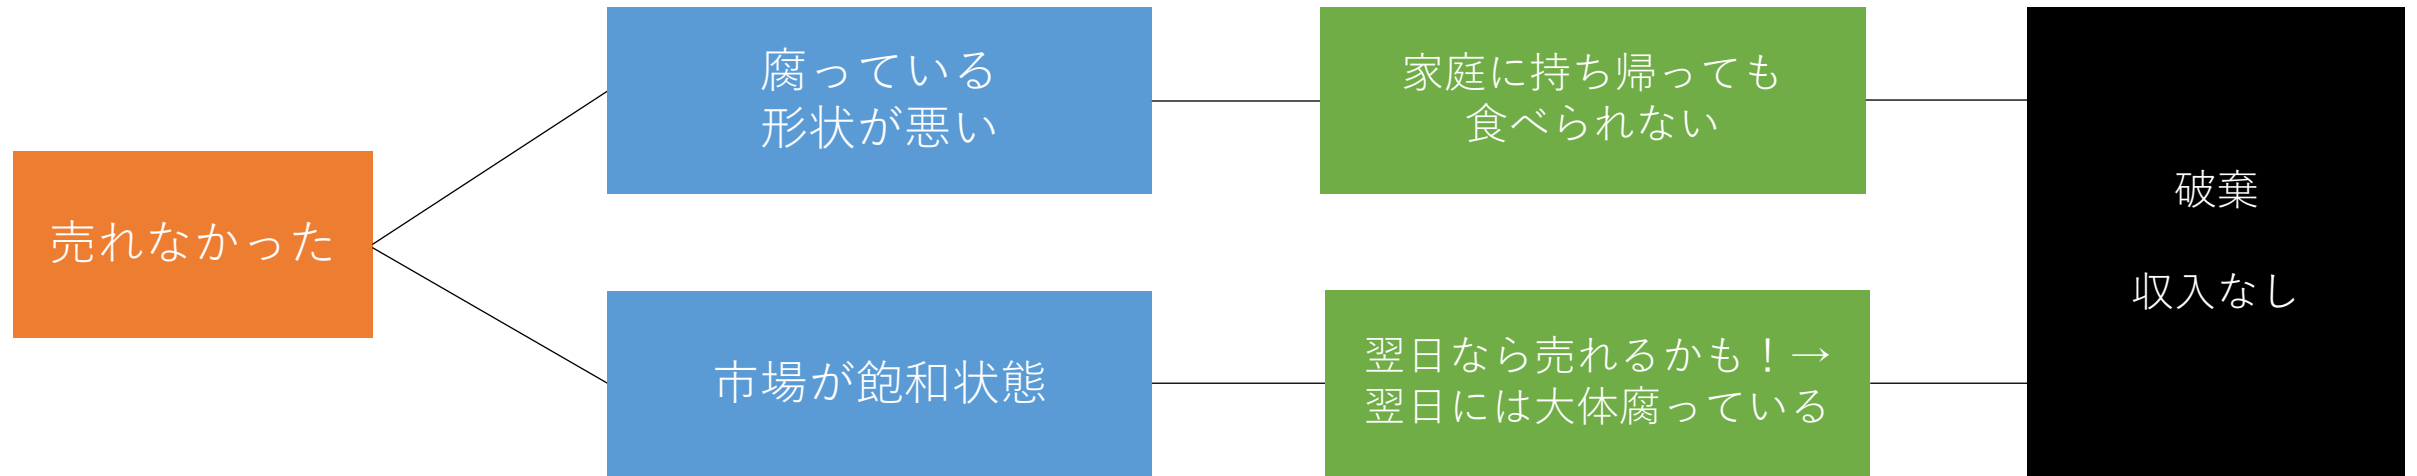 売れなかった
腐っている
形状が悪い
家庭に持ち帰っても
食べられない
市場が飽和状態
翌日なら売れるかも！→
翌日には大体腐っている
破棄
収入なし